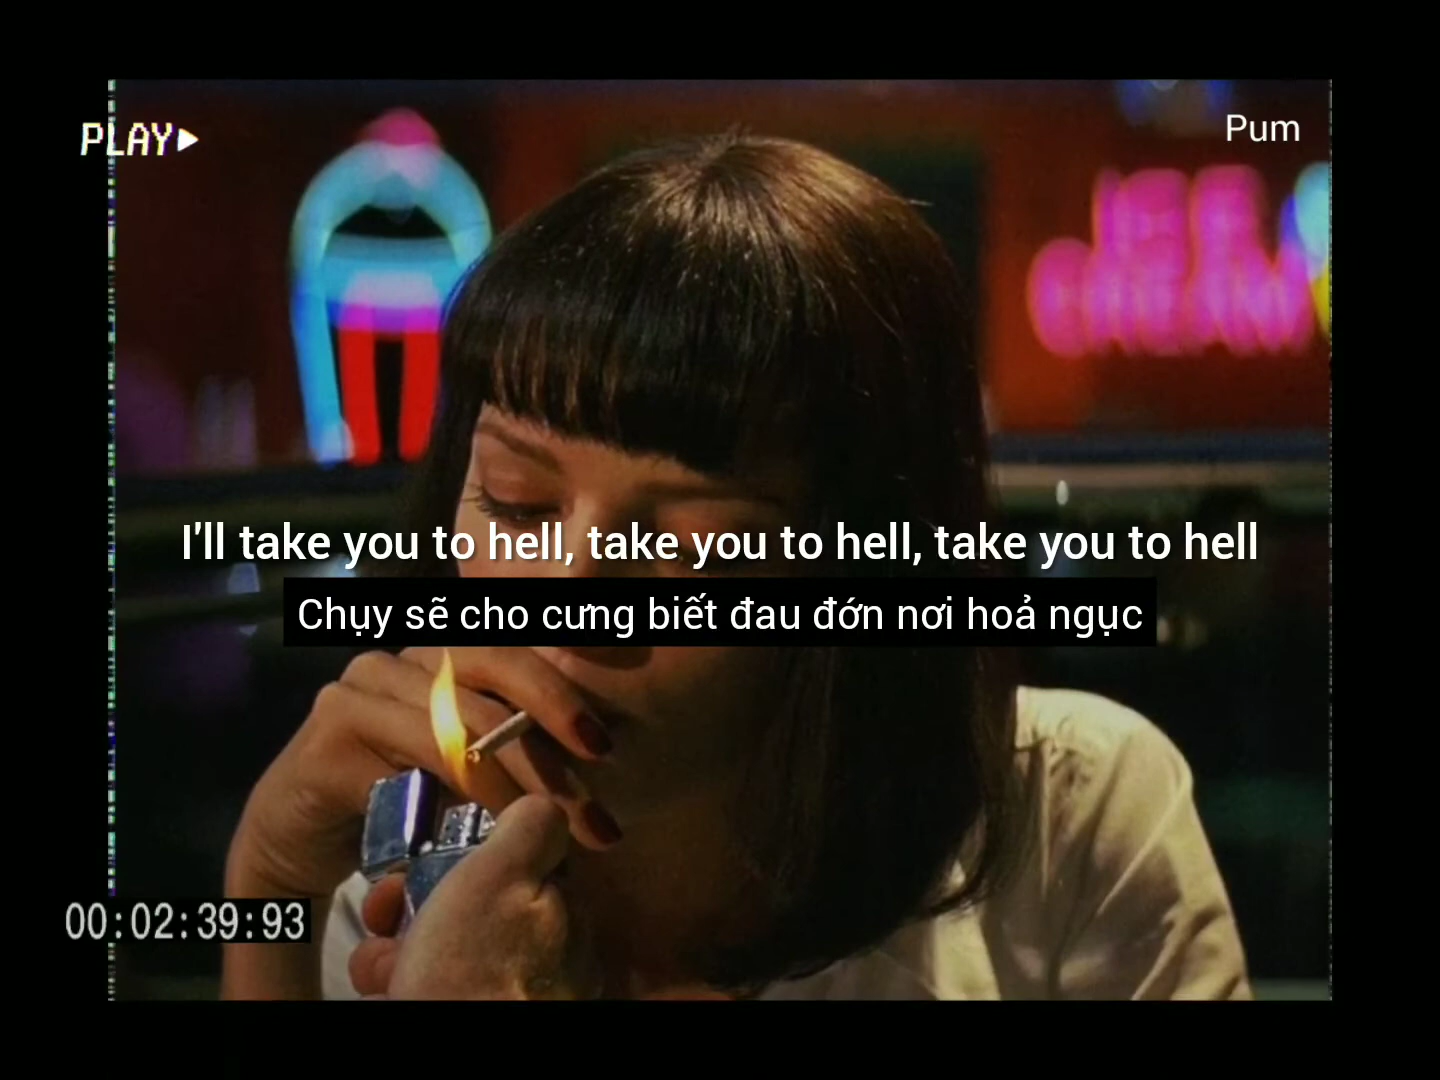 PLAY
Pum
I'll take you to hell, take you to hell, take you to hell
Chụy sẽ cho cưng biết đau đớn nơi hoả ngục
00:02:39:93